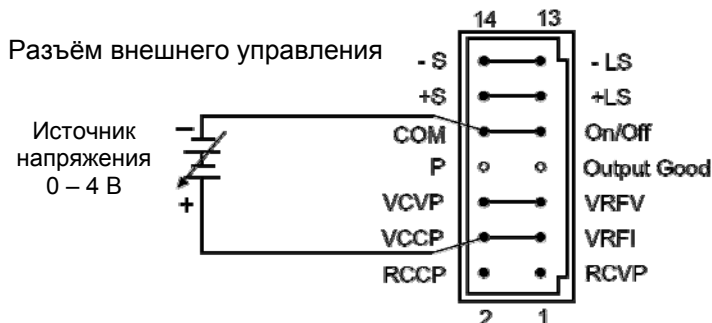 14 13
Разъём внешнего управления
- S - LS
+S +LS
Источник напряжения 0 – 4 В
COM On/Off
P Output Good
− +
VCVP VRFV
VCCP VRFI
RCCP RCVP
2 1